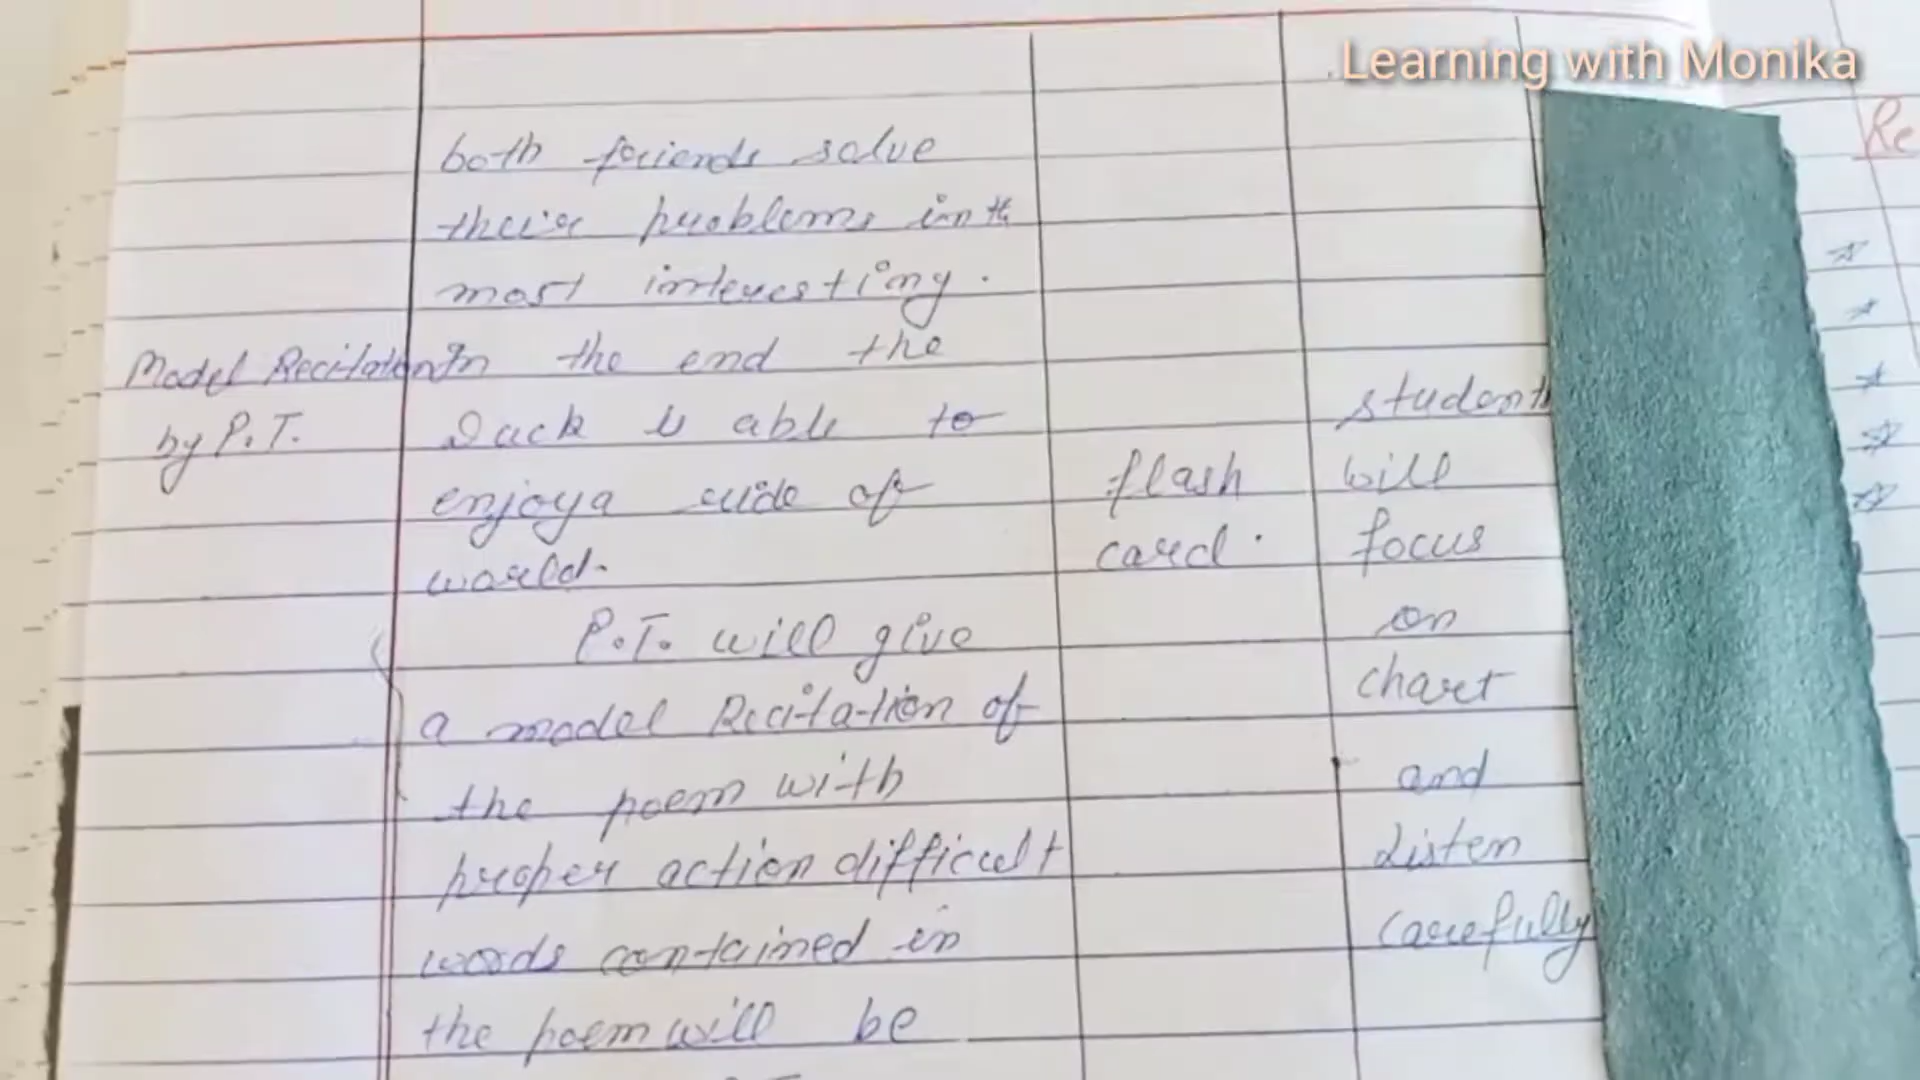 Learning with Monika
Re
both friends solve
their problems in th
most interesting.
Model Recitation
by P.T.
In the end the
Duck is able to
enjoy a ride of
world.
P.T. will give
a model Recitation of
the poem with
proper action difficult
words contained in
the poem will be
flash
card.
students
will
focus
on
chart
and
Listen
carefully